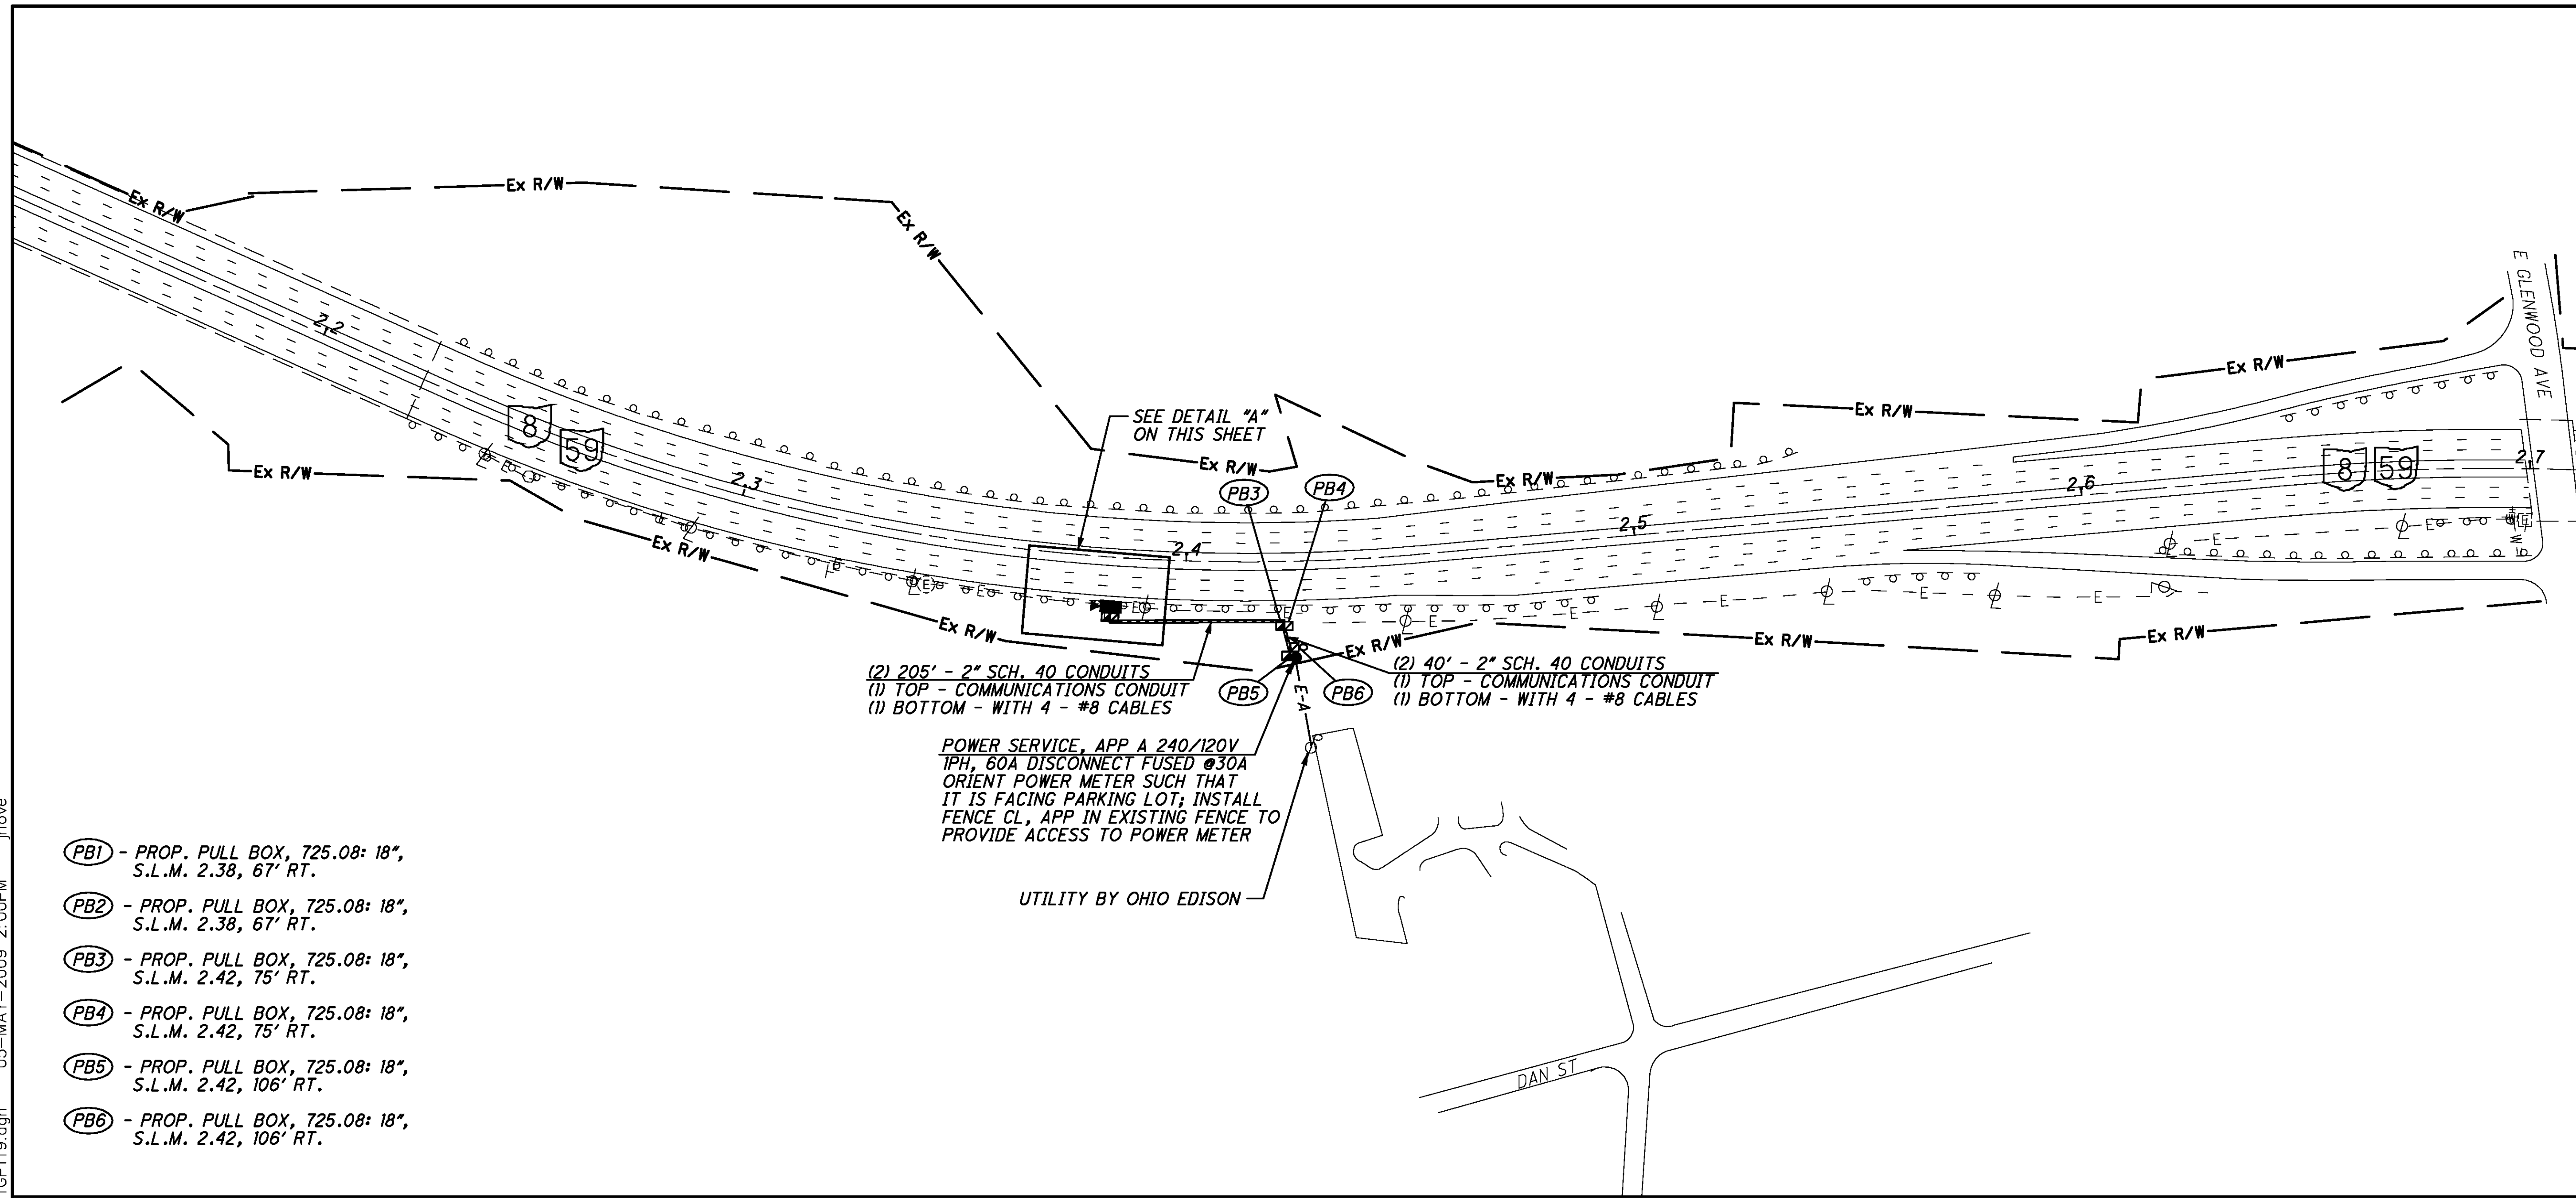 Ex R/W
Ex R/W
Ex R/W
Ex R/W
2.2
8
59
2.3
Ex R/W
E
(E)
E
Ex R/W
SEE DETAIL "A"
ON THIS SHEET
Ex R/W
PB3
PB4
2.4
E
E
Ex R/W
Ex R/W
2.5
Ex R/W
Ex R/W
E GLENWOOD AVE
2.6
8
59
2.7
E
E
E
W
E
E
E
E
Ex R/W
Ex R/W
Ex R/W
(2) 205' - 2" SCH. 40 CONDUITS
(1) TOP - COMMUNICATIONS CONDUIT
(1) BOTTOM - WITH 4 - #8 CABLES
PB5
PB6
E-A
(2) 40' - 2" SCH. 40 CONDUITS
(1) TOP - COMMUNICATIONS CONDUIT
(1) BOTTOM - WITH 4 - #8 CABLES
POWER SERVICE, APP A 240/120V
1PH, 60A DISCONNECT FUSED @30A
ORIENT POWER METER SUCH THAT
IT IS FACING PARKING LOT; INSTALL
FENCE CL, APP IN EXISTING FENCE TO
PROVIDE ACCESS TO POWER METER
UTILITY BY OHIO EDISON
PB1 - PROP. PULL BOX, 725.08: 18",
S.L.M. 2.38, 67' RT.
PB2 - PROP. PULL BOX, 725.08: 18",
S.L.M. 2.38, 67' RT.
PB3 - PROP. PULL BOX, 725.08: 18",
S.L.M. 2.42, 75' RT.
PB4 - PROP. PULL BOX, 725.08: 18",
S.L.M. 2.42, 75' RT.
PB5 - PROP. PULL BOX, 725.08: 18",
S.L.M. 2.42, 106' RT.
PB6 - PROP. PULL BOX, 725.08: 18",
S.L.M. 2.42, 106' RT.
DAN ST